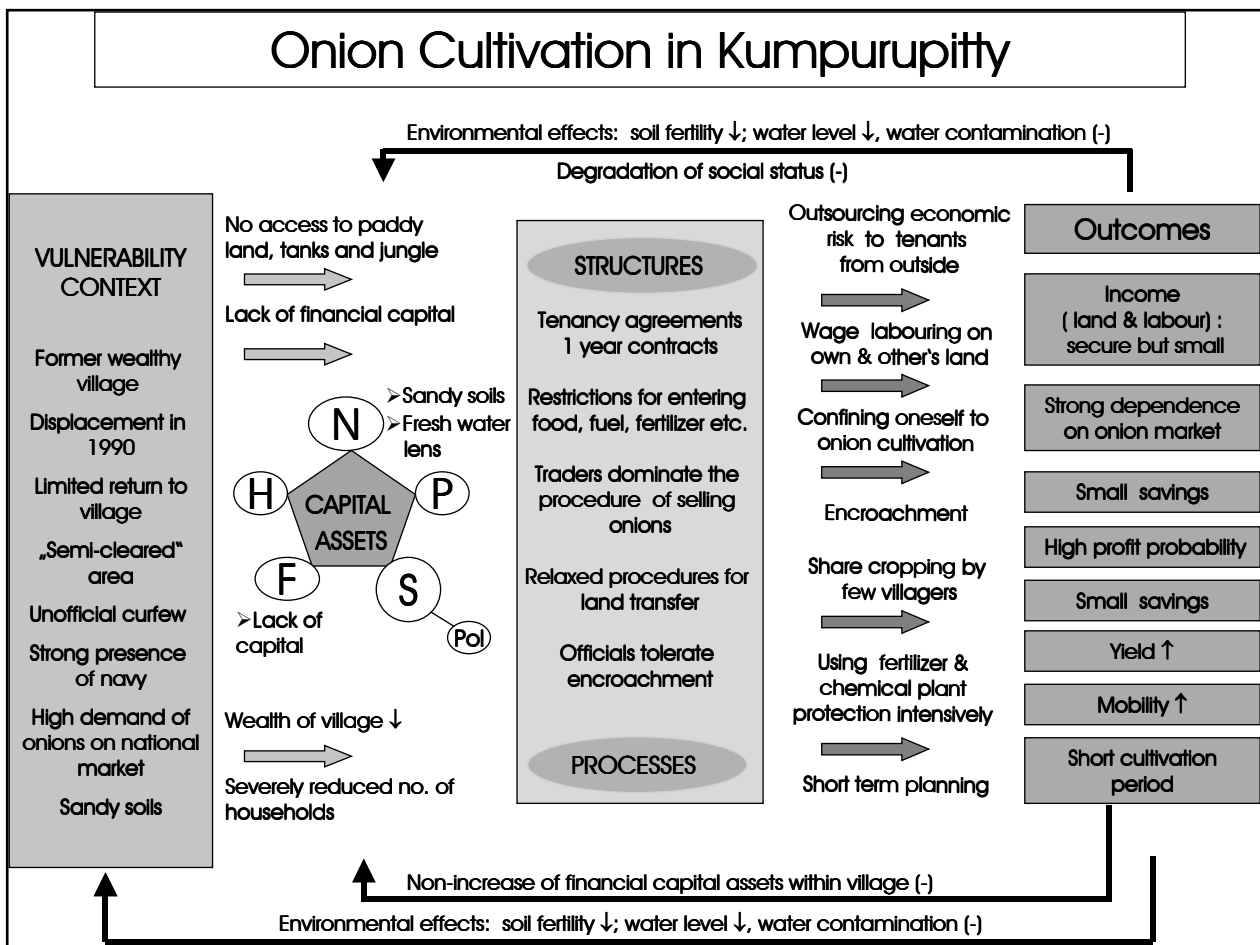 Onion Cultivation in Kumpurupitty
Environmental effects: soil fertility ↓; water level ↓, water contamination (-)
Degradation of social status (-)
VULNERABILITY
CONTEXT
Former wealthy
village
Displacement in
1990
Limited return to
village
„Semi-cleared“
area
Unofficial curfew
Strong presence
of navy
High demand of
onions on national
market
Sandy soils
No access to paddy
land, tanks and jungle
Lack of financial capital
➢Sandy soils
➢Fresh water
lens
N
H
P
CAPITAL
ASSETS
F
S
Pol
➢Lack of
capital
Wealth of village ↓
Severely reduced no. of
households
STRUCTURES
Tenancy agreements
1 year contracts
Restrictions for entering
food, fuel, fertilizer etc.
Traders dominate the
procedure of selling
onions
Relaxed procedures for
land transfer
Officials tolerate
encroachment
PROCESSES
Outsourcing economic
risk to tenants
from outside
Wage labouring on
own & other's land
Confining oneself to
onion cultivation
Encroachment
Share cropping by
few villagers
Using fertilizer &
chemical plant
protection intensively
Short term planning
Outcomes
Income
( land & labour) :
secure but small
Strong dependence
on onion market
Small savings
High profit probability
Small savings
Yield ↑
Mobility ↑
Short cultivation
period
Non-increase of financial capital assets within village (-)
Environmental effects: soil fertility ↓; water level ↓, water contamination (-)